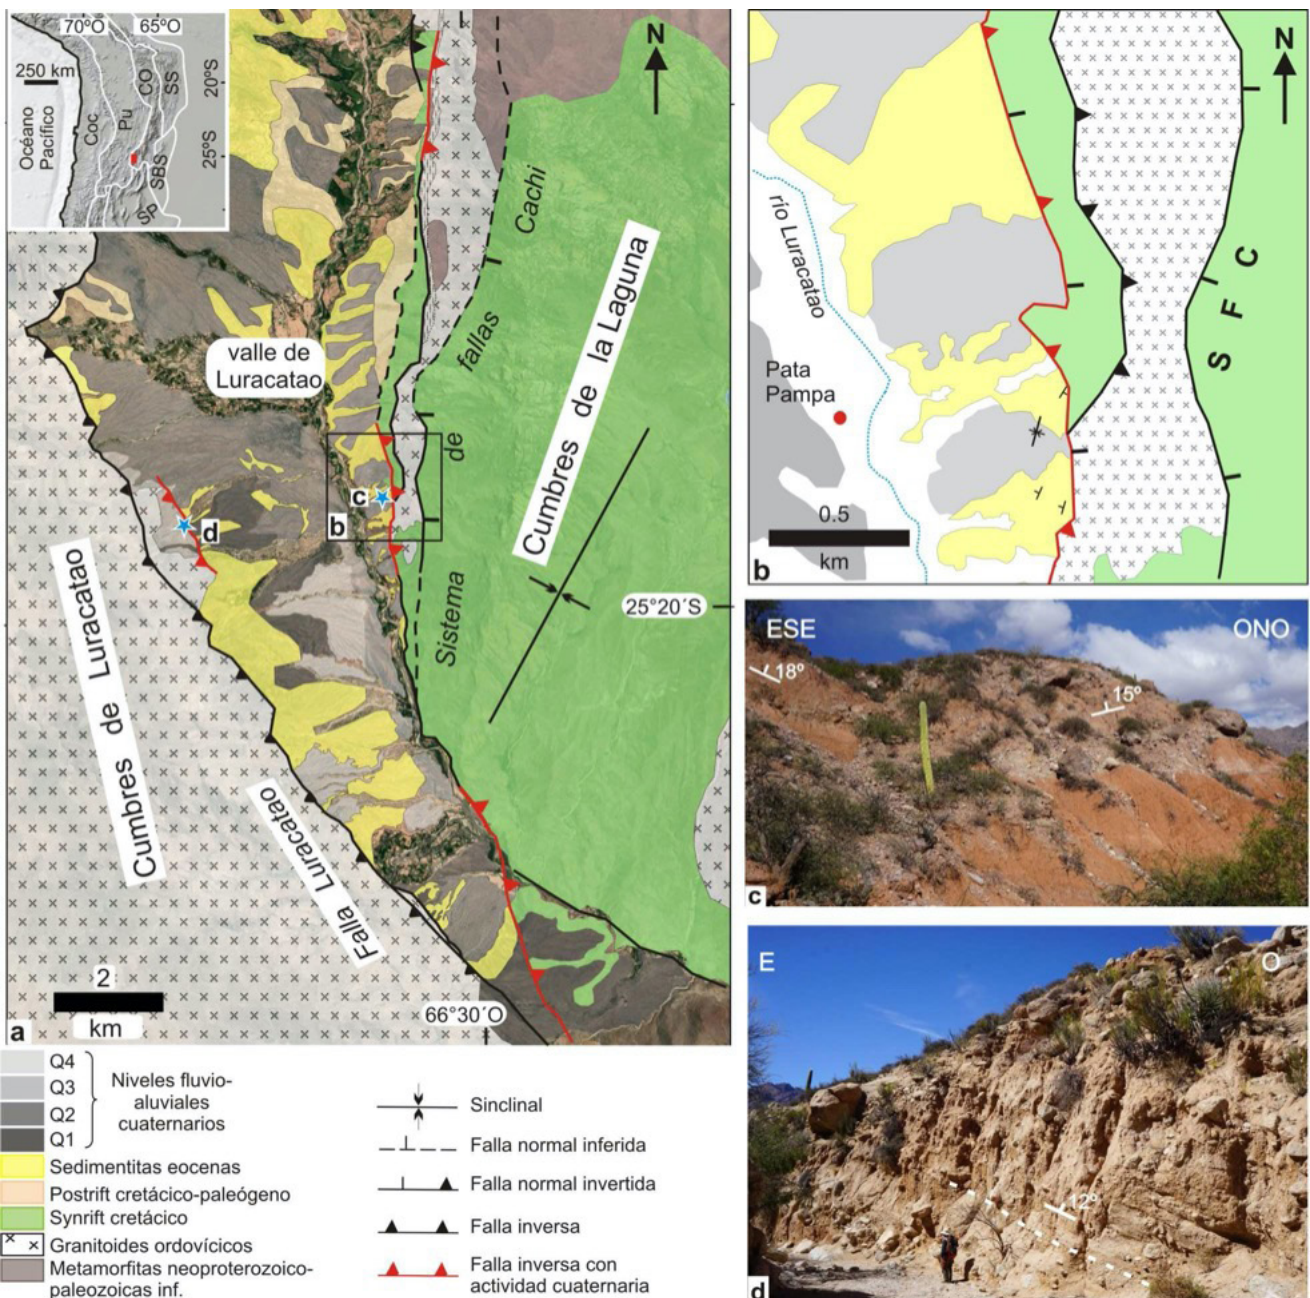 70ºO 65ºO
250 km
Océano
Pacífico
Coc
Pu
CO
SS
SBS
SP
20ºS
25ºS
N
Cachi
fallas
de
Sistema
Cumbres de la Laguna
valle de
Luracatao
c
b
d
25°20´S
Cumbres de Luracatao
Falla Luracatao
2
km
66°30´O
a
N
río Luracatao
Pata
Pampa
S F C
0.5
km
b
ESE
ONO
18º
15º
c
E
O
12º
d
Q4
Q3
Q2
Q1
Niveles fluvio-
aluviales
cuaternarios
Sedimentitas eocenas
Postrift cretácico-paleógeno
Synrift cretácico
Granitoides ordovícicos
Metamorfitas neoproterozoico-
paleozoicas inf.
Sinclinal
Falla normal inferida
Falla normal invertida
Falla inversa
Falla inversa con
actividad cuaternaria